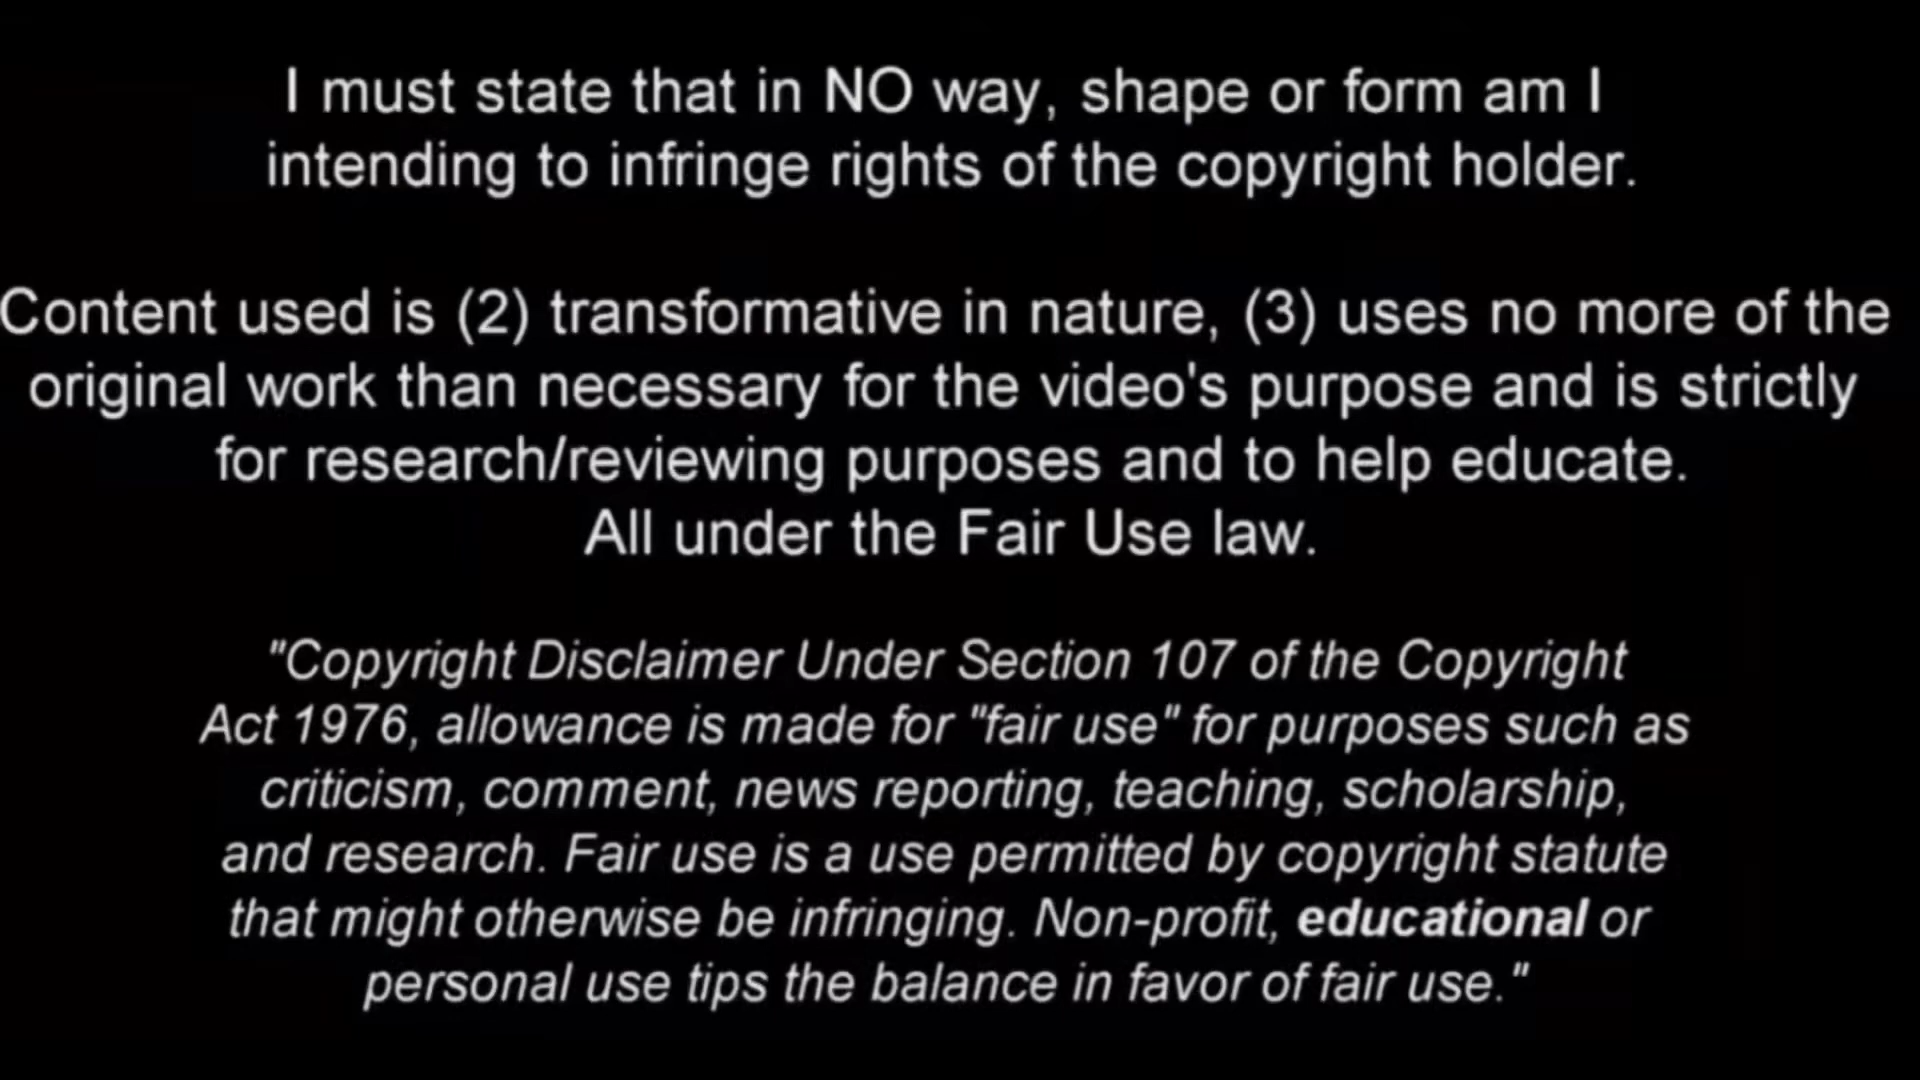 I must state that in NO way, shape or form am I
intending to infringe rights of the copyright holder.
Content used is (2) transformative in nature, (3) uses no more of the
original work than necessary for the video's purpose and is strictly
for research/reviewing purposes and to help educate.
All under the Fair Use law.
"Copyright Disclaimer Under Section 107 of the Copyright
Act 1976, allowance is made for "fair use" for purposes such as
criticism, comment, news reporting, teaching, scholarship,
and research. Fair use is a use permitted by copyright statute
that might otherwise be infringing. Non-profit, educational or
personal use tips the balance in favor of fair use."